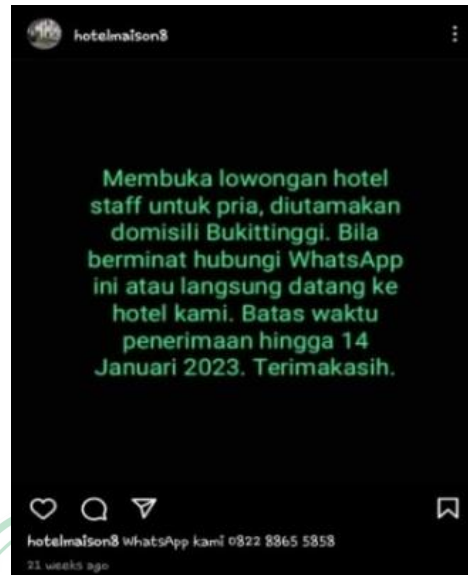 hotelmaison8
Membuka lowongan hotel
staff untuk pria, diutamakan
domisili Bukittinggi. Bila
berminat hubungi WhatsApp
ini atau langsung datang ke
hotel kami. Batas waktu
penerimaan hingga 14
Januari 2023. Terimakasih.
hotelmaison8 WhatsApp kami 0822 8865 5858
21 weeks ago